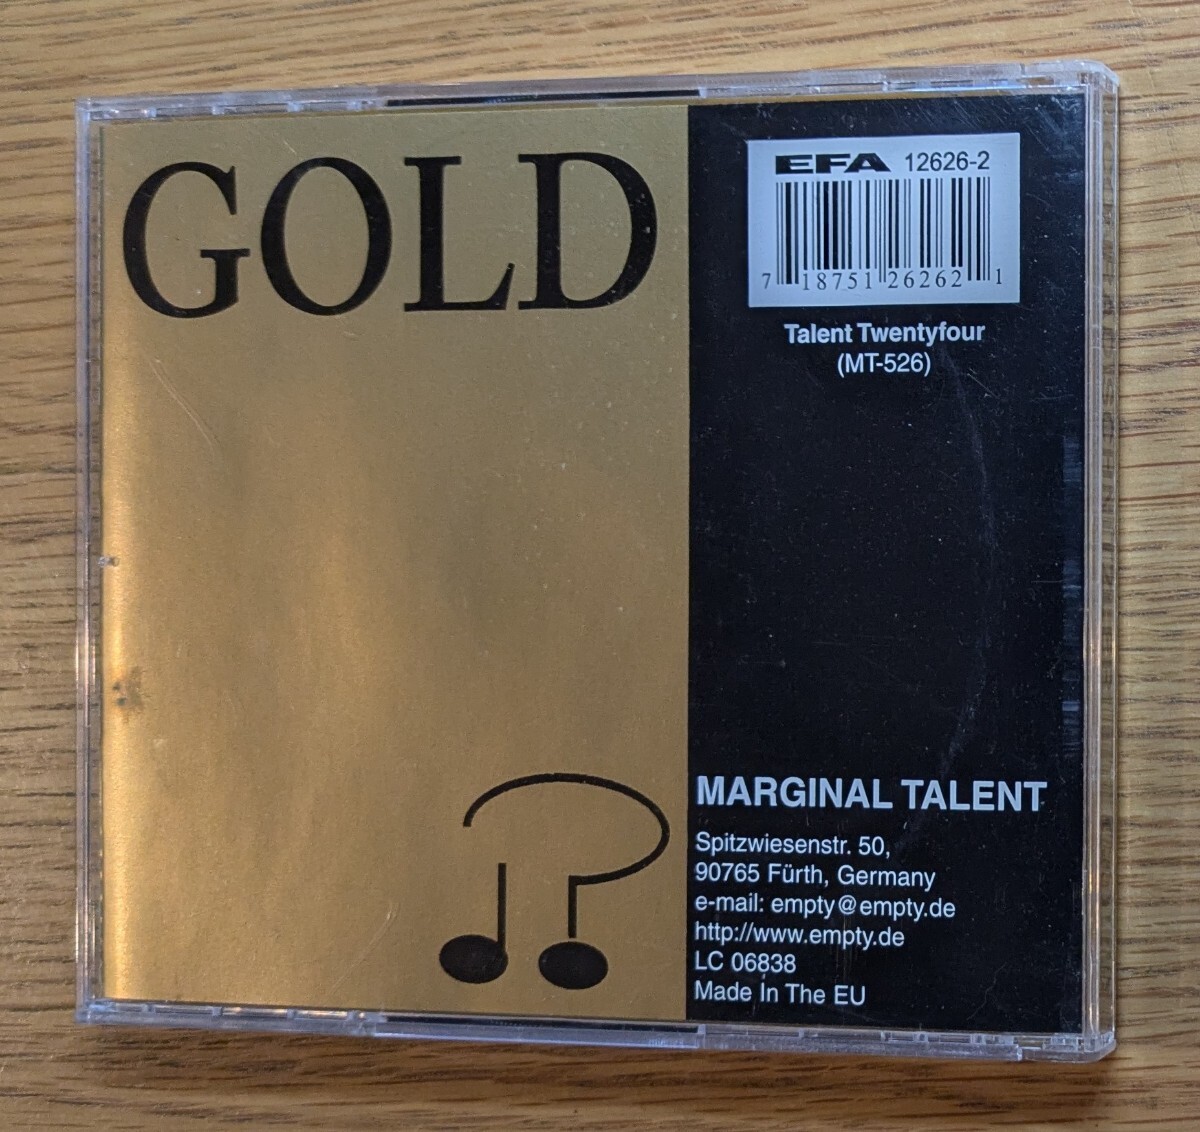 GOLD
EFA 12626-2
7 18751 26262 1
Talent Twentyfour
(MT-526)
MARGINAL TALENT
Spitzwiesenstr. 50,
90765 Fürth, Germany
e-mail: empty@empty.de
http://www.empty.de
LC 06838
Made In The EU